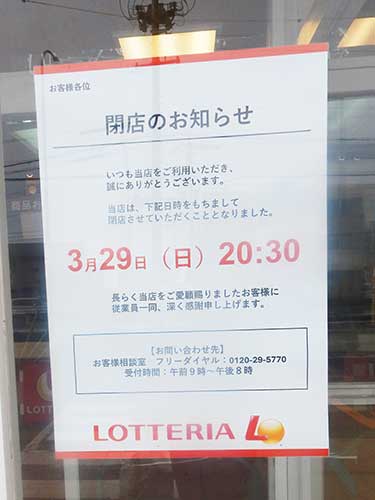 お客様各位
閉店のお知らせ
いつも当店をご利用いただき、
誠にありがとうございます。
当店は、下記日時をもちまして
閉店させていただくこととなりました。
3月29日（日）20:30
長らく当店をご愛顧賜りましたお客様に
従業員一同、深く感謝申し上げます。
【お問い合わせ先】
お客様相談室　フリーダイヤル：0120-29-5770
受付時間：午前９時～午後８時
LOTTERIA